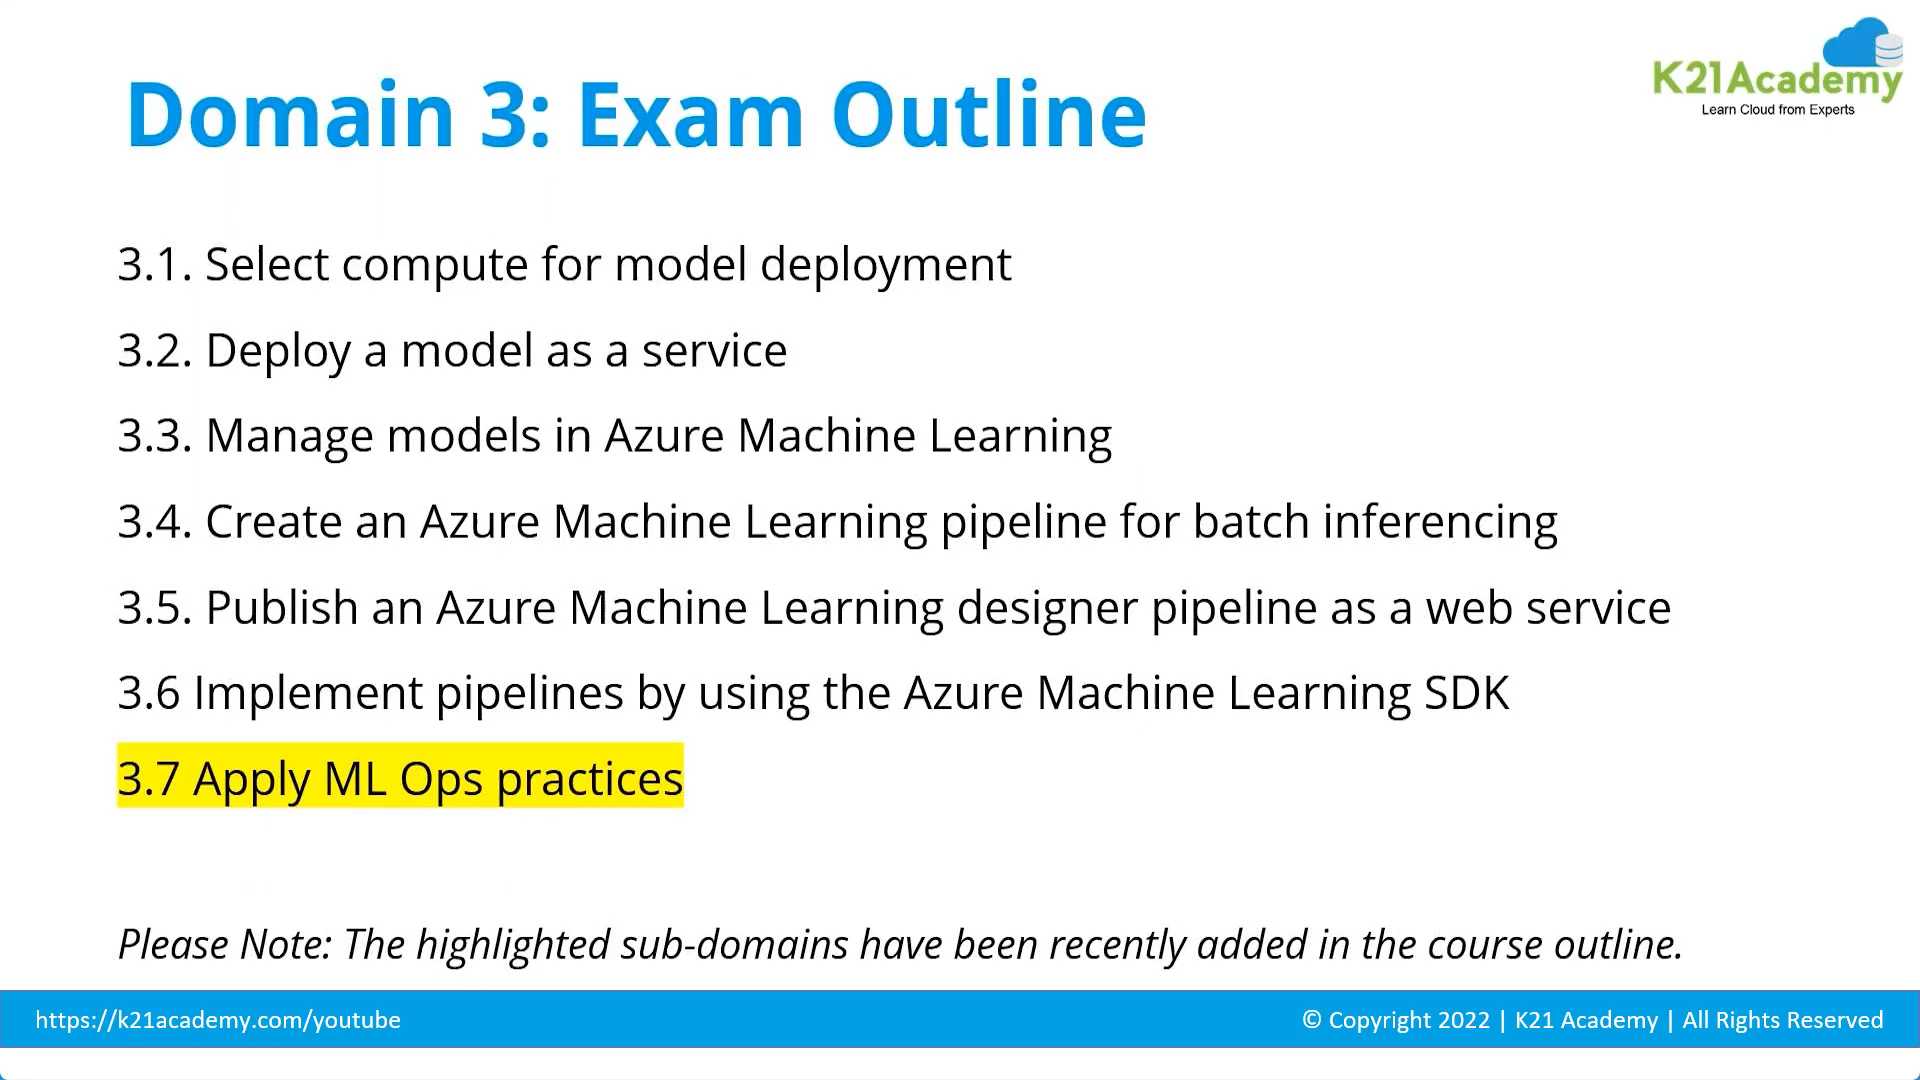 K21Academy
Learn Cloud from Experts
Domain 3: Exam Outline
3.1. Select compute for model deployment
3.2. Deploy a model as a service
3.3. Manage models in Azure Machine Learning
3.4. Create an Azure Machine Learning pipeline for batch inferencing
3.5. Publish an Azure Machine Learning designer pipeline as a web service
3.6 Implement pipelines by using the Azure Machine Learning SDK
3.7 Apply ML Ops practices
Please Note: The highlighted sub-domains have been recently added in the course outline.
https://k21academy.com/youtube
© Copyright 2022 | K21 Academy | All Rights Reserved